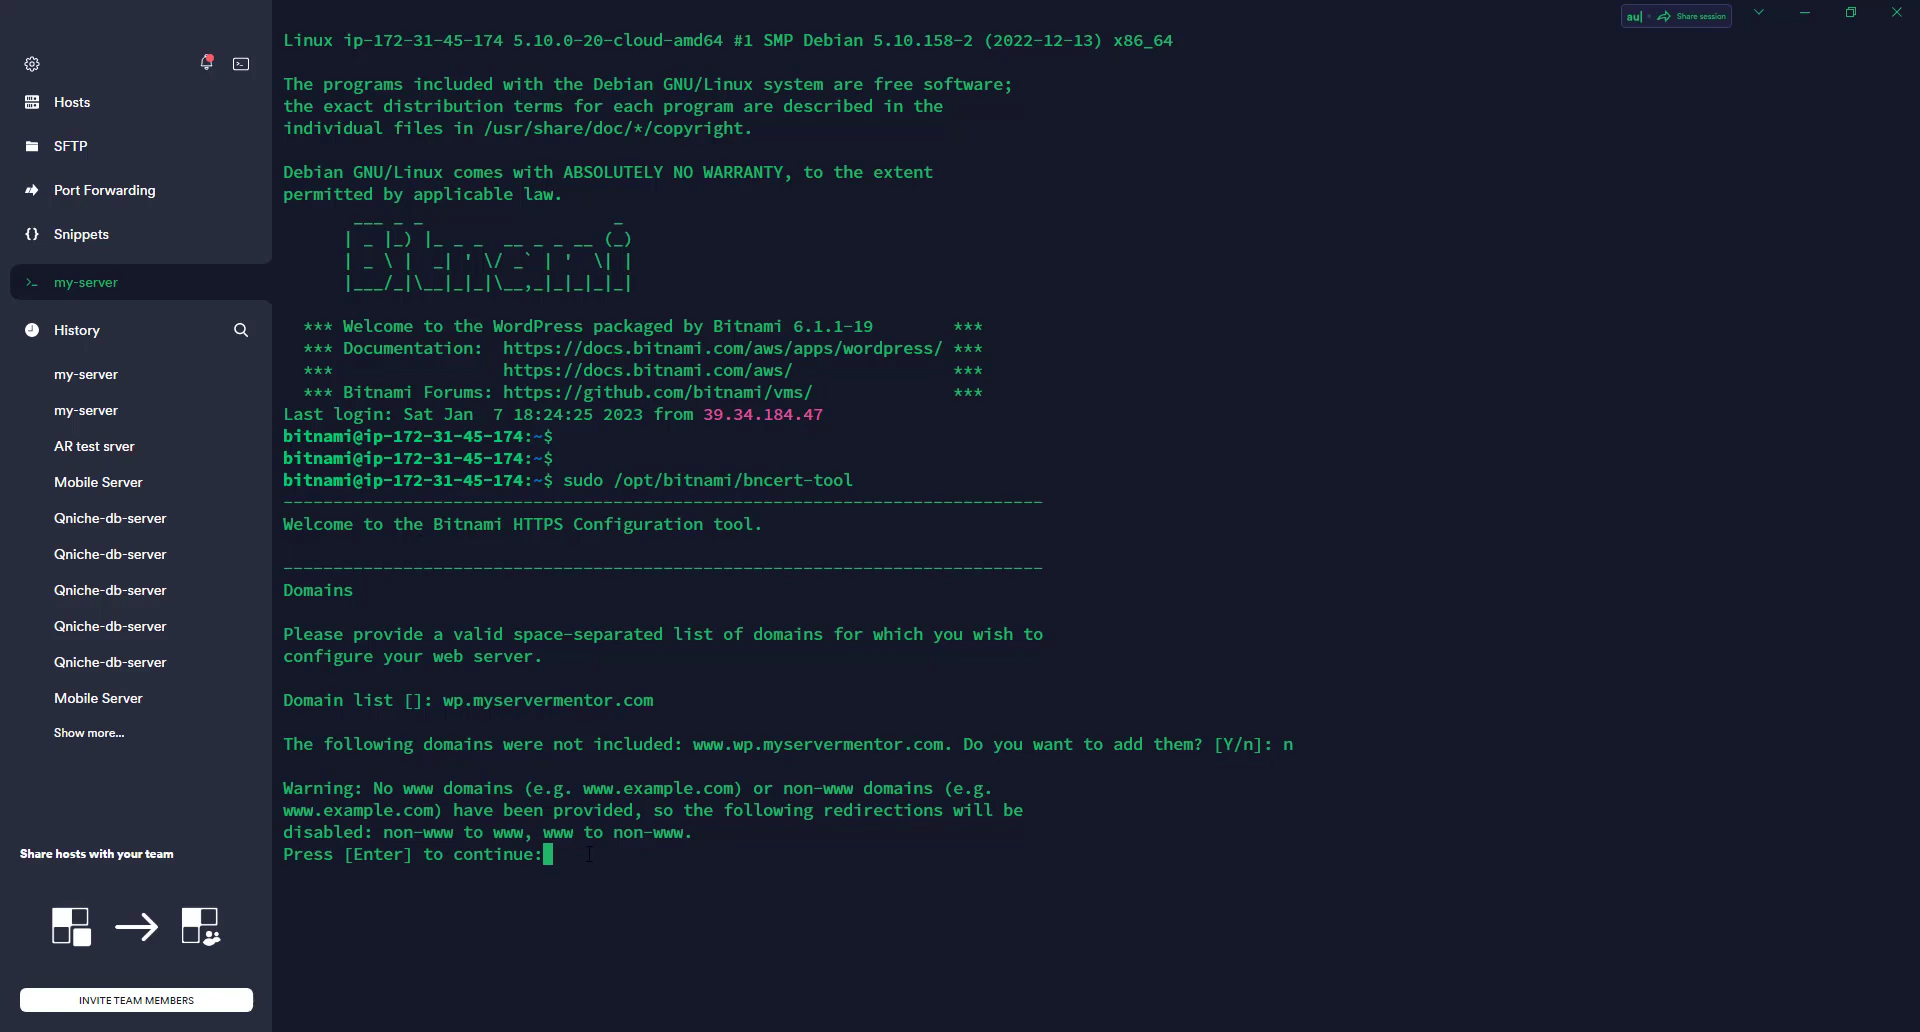 au| Share session
Hosts
SFTP
Port Forwarding
Snippets
my-server
History
my-server
my-server
AR test srver
Mobile Server
Qniche-db-server
Qniche-db-server
Qniche-db-server
Qniche-db-server
Qniche-db-server
Mobile Server
Show more...
Share hosts with your team
INVITE TEAM MEMBERS
Linux ip-172-31-45-174 5.10.0-20-cloud-amd64 #1 SMP Debian 5.10.158-2 (2022-12-13) x86_64
The programs included with the Debian GNU/Linux system are free software;
the exact distribution terms for each program are described in the
individual files in /usr/share/doc/*/copyright.
Debian GNU/Linux comes with ABSOLUTELY NO WARRANTY, to the extent
permitted by applicable law.
Bitnami
*** Welcome to the WordPress packaged by Bitnami 6.1.1-19 ***
*** Documentation: https://docs.bitnami.com/aws/apps/wordpress/ ***
*** https://docs.bitnami.com/aws/ ***
*** Bitnami Forums: https://github.com/bitnami/vms/ ***
Last login: Sat Jan 7 18:24:25 2023 from 39.34.184.47
bitnami@ip-172-31-45-174:~$
bitnami@ip-172-31-45-174:~$
bitnami@ip-172-31-45-174:~$ sudo /opt/bitnami/bncert-tool
----------------------------------------------------------------------------
Welcome to the Bitnami HTTPS Configuration tool.
----------------------------------------------------------------------------
Domains
Please provide a valid space-separated list of domains for which you wish to
configure your web server.
Domain list []: wp.myservermentor.com
The following domains were not included: www.wp.myservermentor.com. Do you want to add them? [Y/n]: n
Warning: No www domains (e.g. www.example.com) or non-www domains (e.g.
www.example.com) have been provided, so the following redirections will be
disabled: non-www to www, www to non-www.
Press [Enter] to continue: